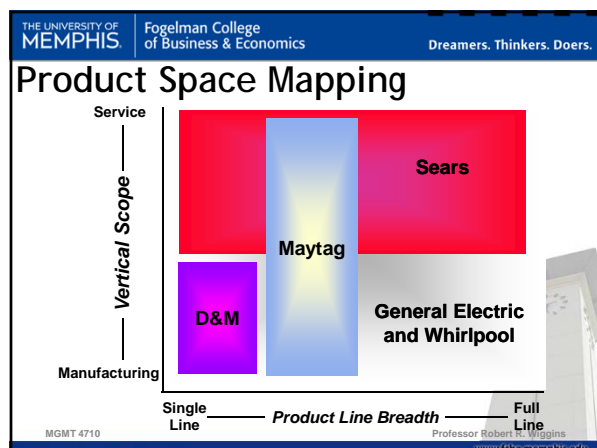 THE UNIVERSITY OF
MEMPHIS.
Fogelman College
of Business & Economics
Dreamers. Thinkers. Doers.
Product Space Mapping
Service
Vertical Scope
Manufacturing
Sears
Maytag
D&M
General Electric
and Whirlpool
Single
Line
Product Line Breadth
Full
Line
MGMT 4710
Professor Robert R. Wiggins